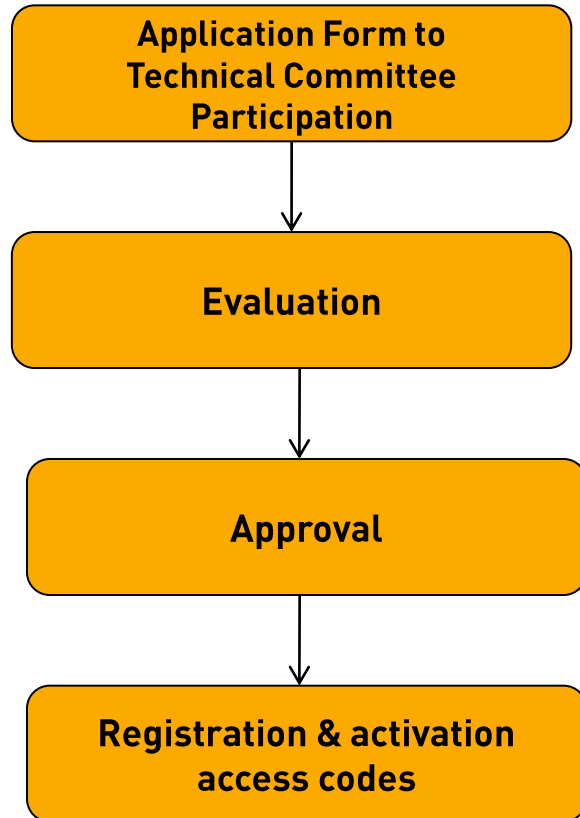 Application Form to
Technical Committee
Participation
Evaluation
Approval
Registration & activation
access codes